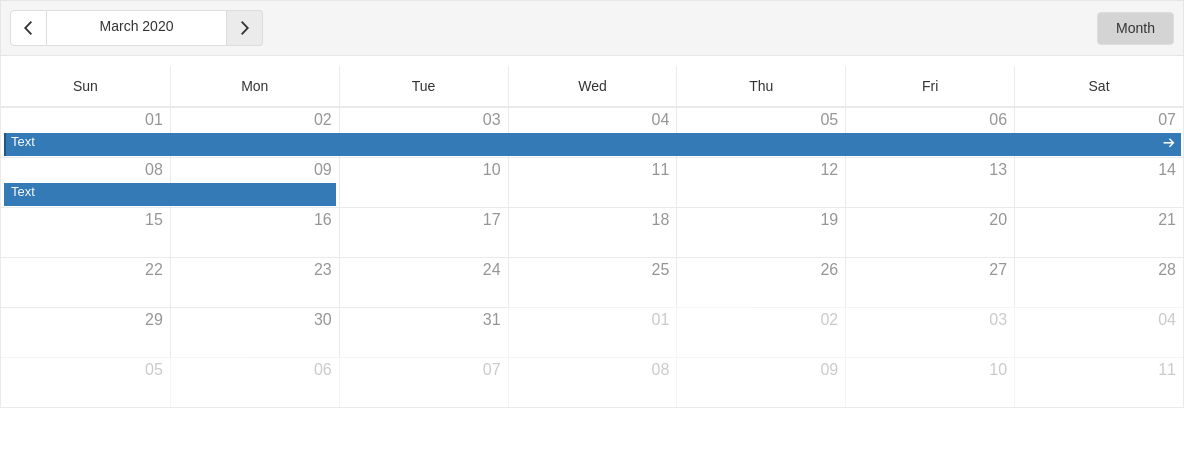 March 2020 Month
Sun Mon Tue Wed Thu Fri Sat
01 02 03 04 05 06 07
Text
08 09 10 11 12 13 14
Text
15 16 17 18 19 20 21
22 23 24 25 26 27 28
29 30 31 01 02 03 04
05 06 07 08 09 10 11